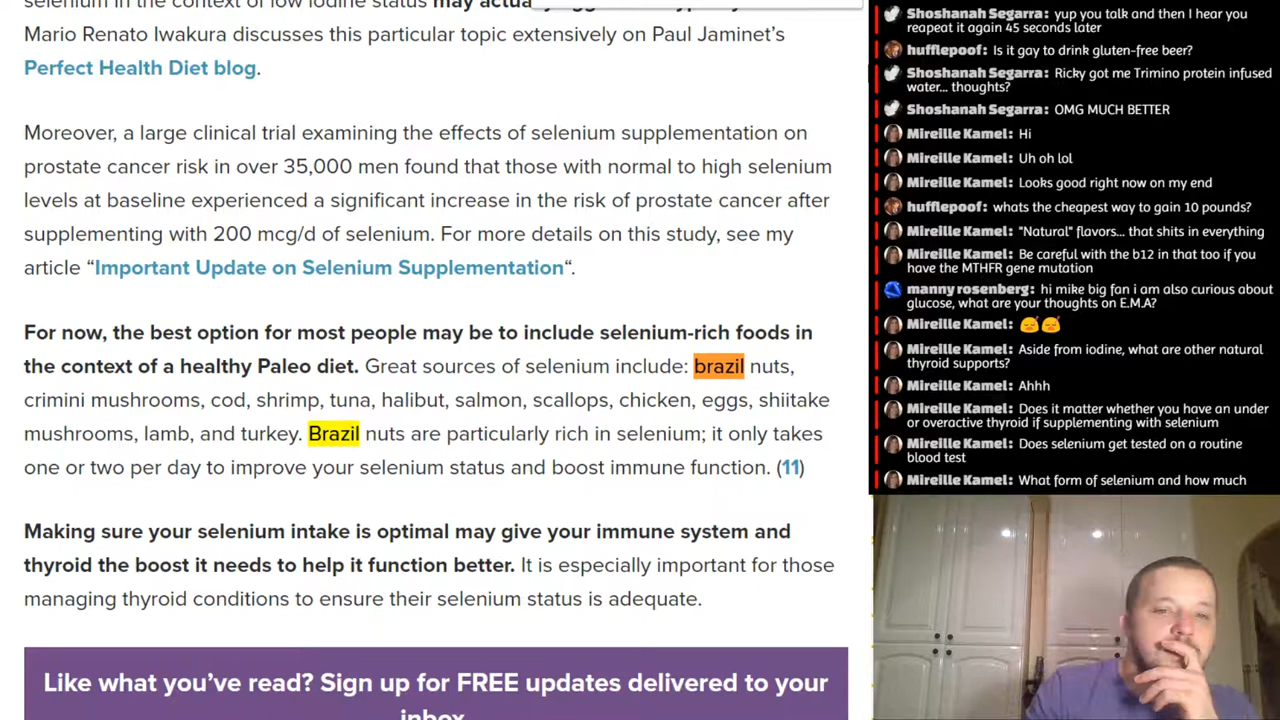 selenium in the context of low iodine status may actua
Mario Renato Iwakura discusses this particular topic extensively on Paul Jaminet’s
Perfect Health Diet blog.
Moreover, a large clinical trial examining the effects of selenium supplementation on
prostate cancer risk in over 35,000 men found that those with normal to high selenium
levels at baseline experienced a significant increase in the risk of prostate cancer after
supplementing with 200 mcg/d of selenium. For more details on this study, see my
article “Important Update on Selenium Supplementation“.
For now, the best option for most people may be to include selenium-rich foods in
the context of a healthy Paleo diet. Great sources of selenium include: brazil nuts,
crimini mushrooms, cod, shrimp, tuna, halibut, salmon, scallops, chicken, eggs, shiitake
mushrooms, lamb, and turkey. Brazil nuts are particularly rich in selenium; it only takes
one or two per day to improve your selenium status and boost immune function. (11)
Making sure your selenium intake is optimal may give your immune system and
thyroid the boost it needs to help it function better. It is especially important for those
managing thyroid conditions to ensure their selenium status is adequate.
Like what you’ve read? Sign up for FREE updates delivered to your
inbox
Shoshanah Segarra: yup you talk and then I hear you
reapeat it again 45 seconds later
hufflepoof: Is it gay to drink gluten-free beer?
Shoshanah Segarra: Ricky got me Trimino protein infused
water... thoughts?
Shoshanah Segarra: OMG MUCH BETTER
Mireille Kamel: Hi
Mireille Kamel: Uh oh lol
Mireille Kamel: Looks good right now on my end
hufflepoof: whats the cheapest way to gain 10 pounds?
Mireille Kamel: "Natural" flavors... that shits in everything
Mireille Kamel: Be careful with the b12 in that too if you
have the MTHFR gene mutation
manny rosenberg: hi mike big fan i am also curious about
glucose, what are your thoughts on E.M.A?
Mireille Kamel:
Mireille Kamel: Aside from iodine, what are other natural
thyroid supports?
Mireille Kamel: Ahhh
Mireille Kamel: Does it matter whether you have an under
or overactive thyroid if supplementing with selenium
Mireille Kamel: Does selenium get tested on a routine
blood test
Mireille Kamel: What form of selenium and how much